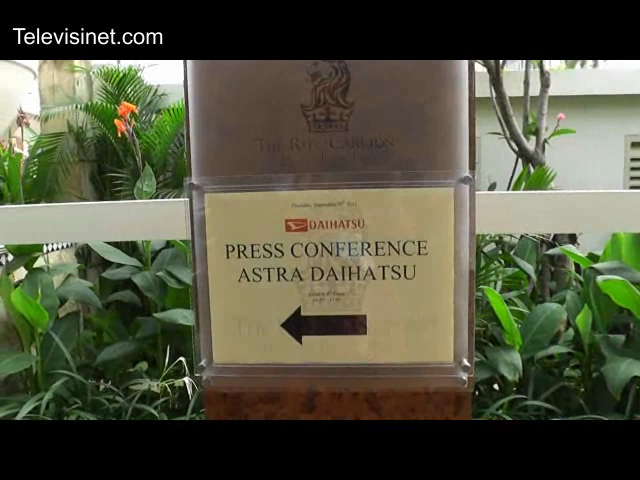 Televisinet.com
THE RITZ-CARLTON
DAIHATSU
PRESS CONFERENCE
ASTRA DAIHATSU